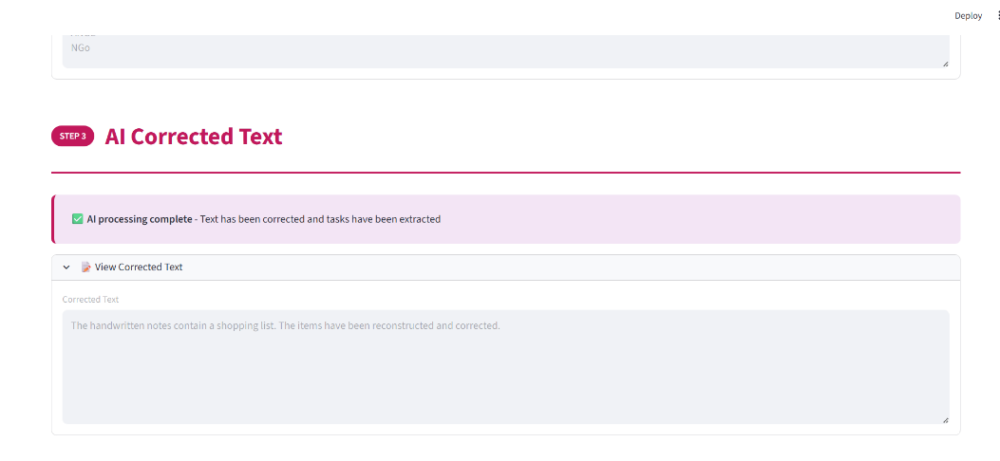 Deploy
NGo
STEP 3 AI Corrected Text
AI processing complete - Text has been corrected and tasks have been extracted
View Corrected Text
Corrected Text
The handwritten notes contain a shopping list. The items have been reconstructed and corrected.